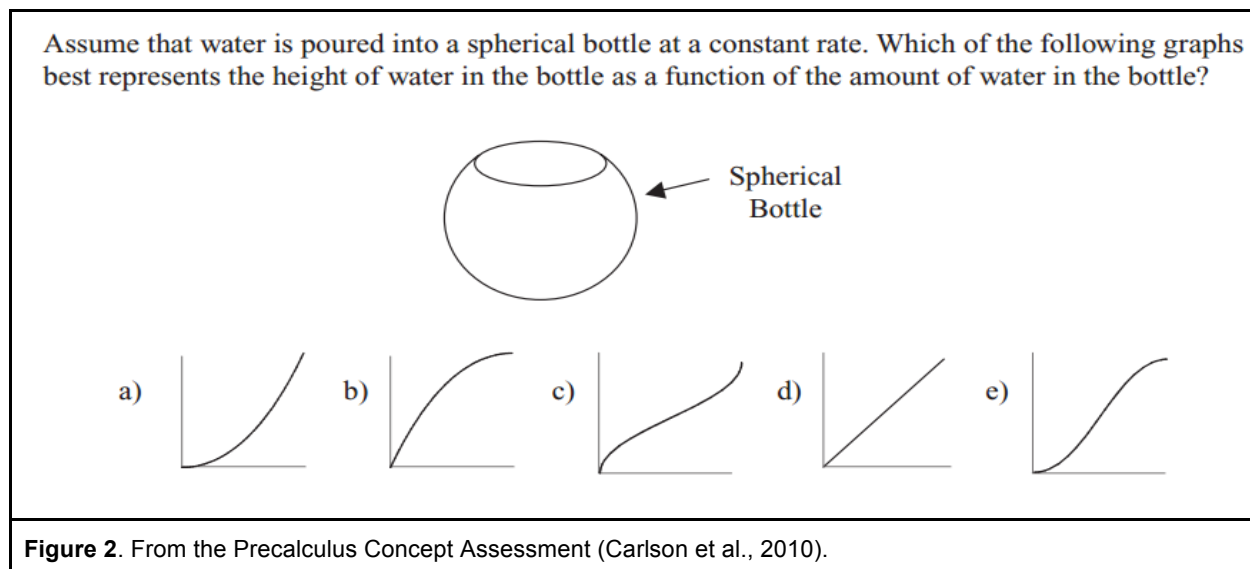 Assume that water is poured into a spherical bottle at a constant rate. Which of the following graphs
best represents the height of water in the bottle as a function of the amount of water in the bottle?
Spherical
Bottle
a) b) c) d) e)
Figure 2. From the Precalculus Concept Assessment (Carlson et al., 2010).